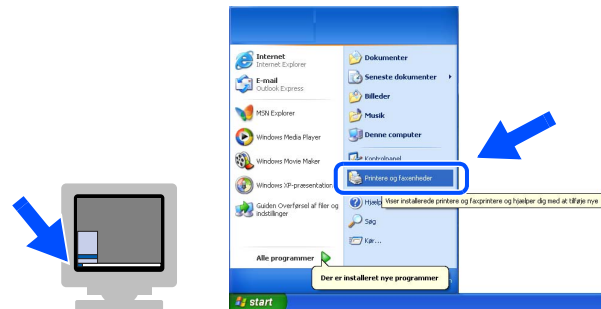 Internet
Internet Explorer
E-mail
Outlook Express
MSN Explorer
Windows Media Player
Windows Movie Maker
Windows XP-præsentation
Guiden Overførsel af filer og
indstillinger
Alle programmer
Dokumenter
Seneste dokumenter
Billeder
Musik
Denne computer
Kontrolpanel
Printere og faxenheder
Viser installerede printere og faxprintere og hjælper dig med at tilføje nye
Søg
Kør...
Der er installeret nye programmer
start